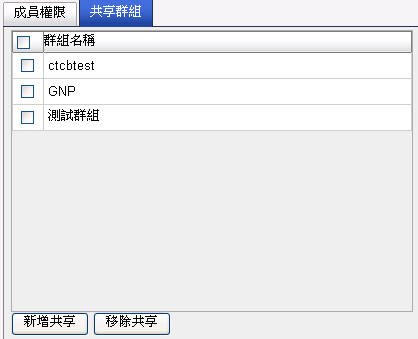 成員權限 共享群組
群組名稱
ctcbtest
GNP
測試群組
新增共享 移除共享